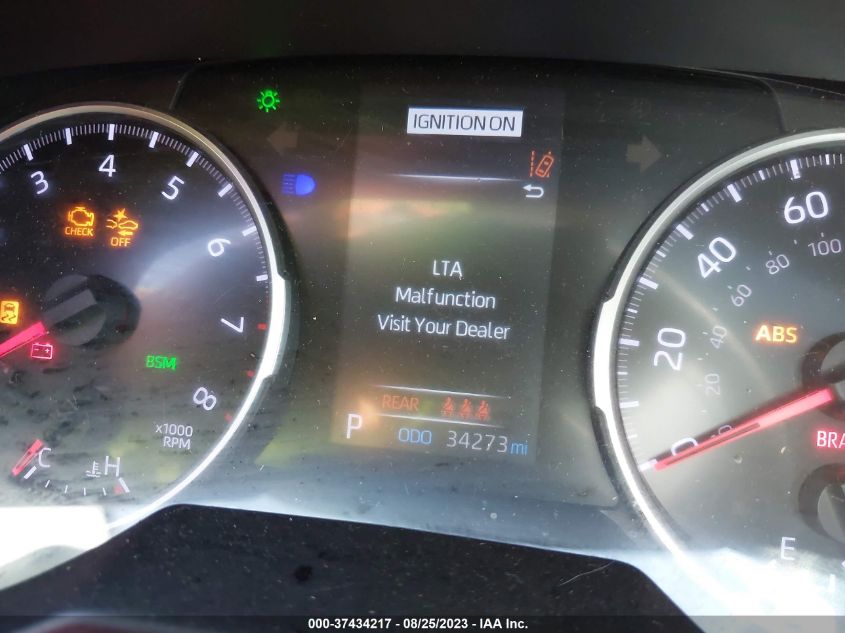 IGNITION ON
3
4
5
6
7
8
x1000
RPM
CHECK
OFF
BSM
C
H
LTA
Malfunction
Visit Your Dealer
REAR
P
ODO 34273 mi
0
20
40
60
20
40
60
80
100
ABS
BRA
E
000-37434217 - 08/25/2023 - IAA Inc.